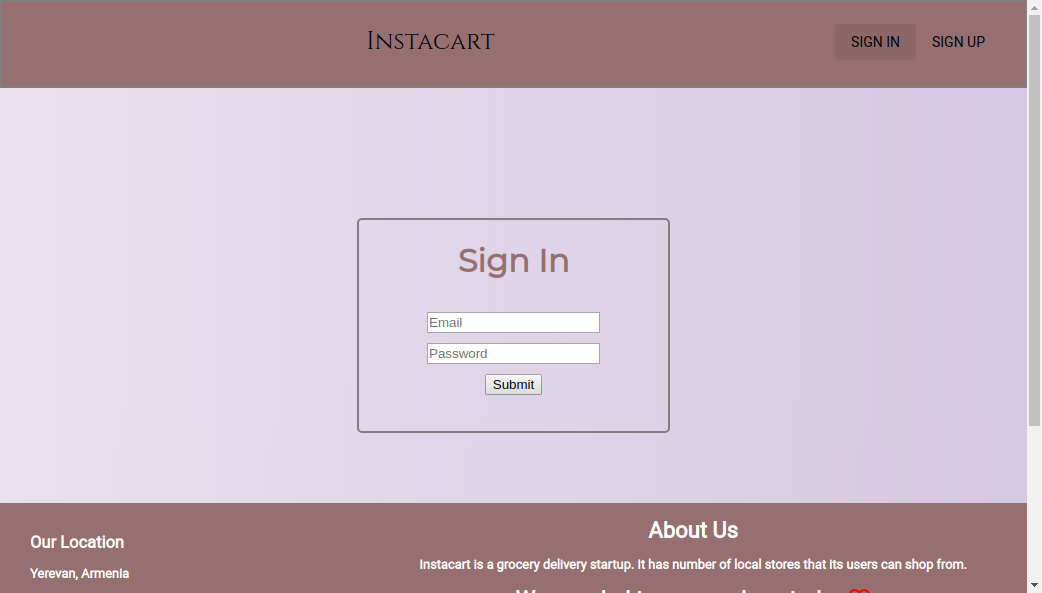 Instacart
SIGN IN
SIGN UP
Sign In
Email
Password
Submit
Our Location
Yerevan, Armenia
About Us
Instacart is a grocery delivery startup. It has number of local stores that its users can shop from.